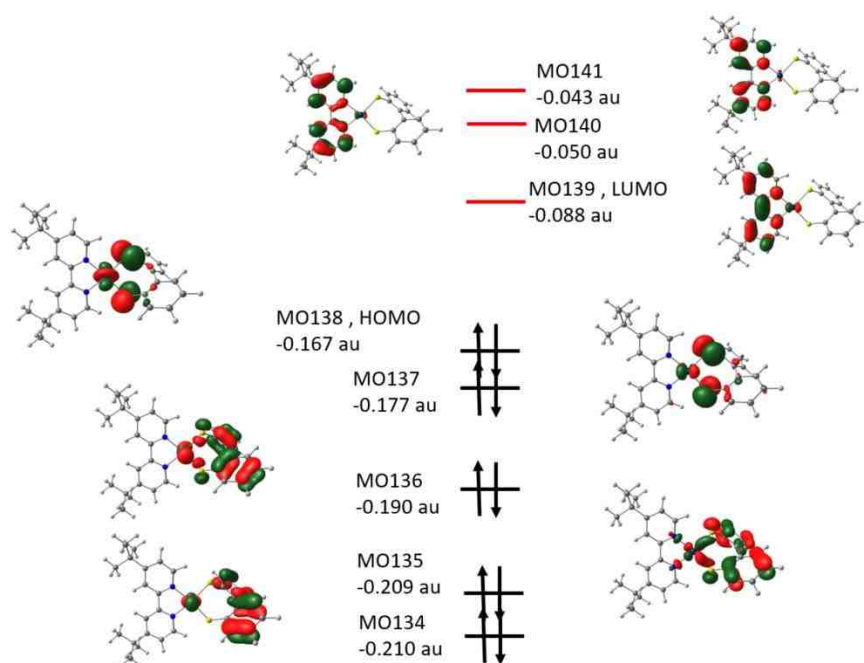 MO141
-0.043 au
MO140
-0.050 au
MO139 , LUMO
-0.088 au
MO138 , HOMO
-0.167 au
MO137
-0.177 au
MO136
-0.190 au
MO135
-0.209 au
MO134
-0.210 au